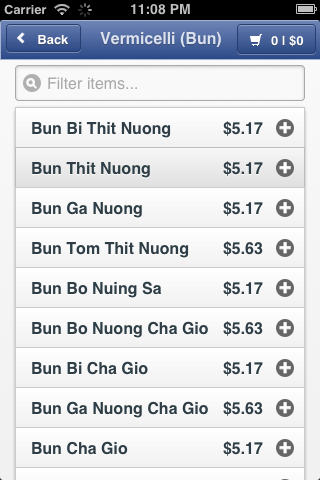 Carrier 11:08 PM
Back Vermicelli (Bun) 0 | $0
Filter items...
Bun Bi Thit Nuong $5.17
Bun Thit Nuong $5.17
Bun Ga Nuong $5.17
Bun Tom Thit Nuong $5.63
Bun Bo Nuing Sa $5.17
Bun Bo Nuong Cha Gio $5.63
Bun Bi Cha Gio $5.17
Bun Ga Nuong Cha Gio $5.63
Bun Cha Gio $5.17